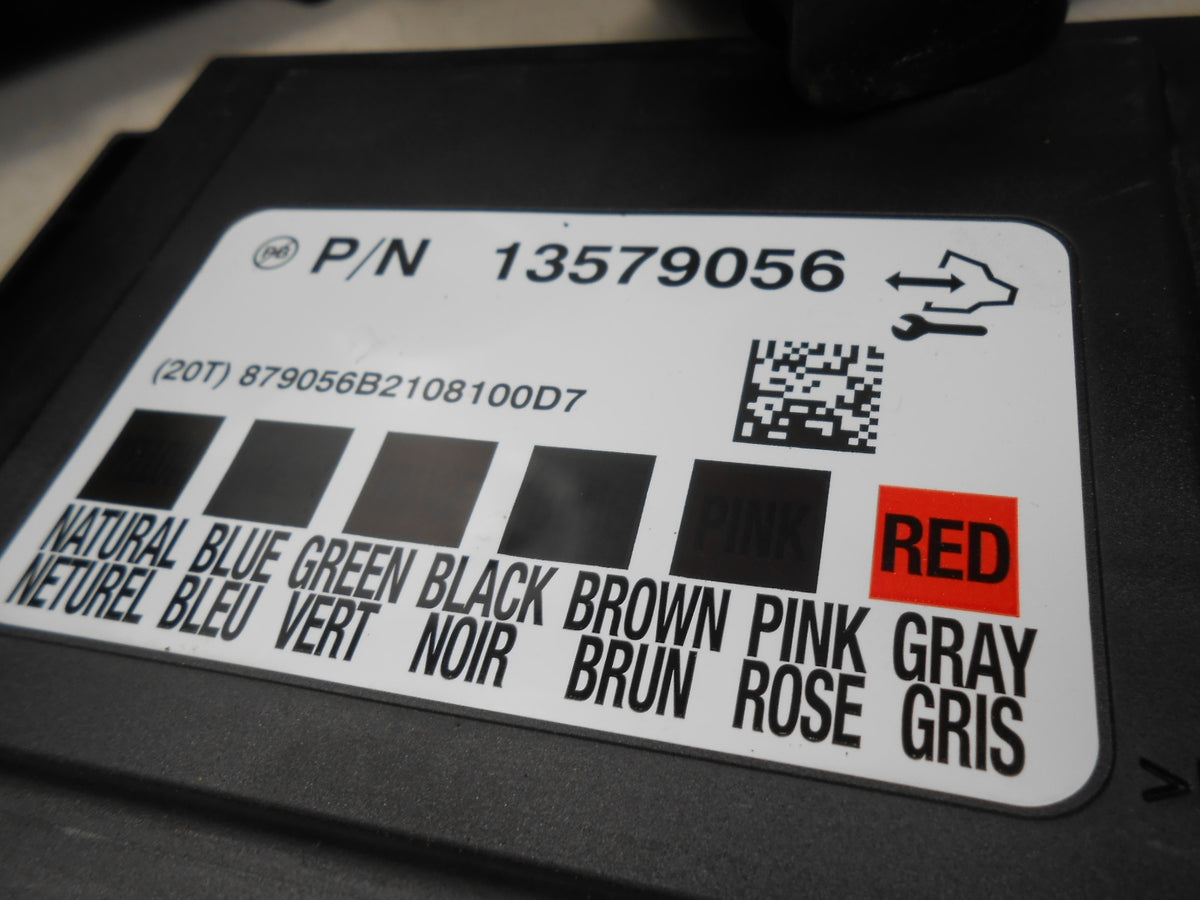 P/N 13579056
(20T) 879056B2108100D7
PINK RED
NATURAL BLUE GREEN BLACK BROWN PINK GRAY
NETUREL BLEU VERT NOIR BRUN ROSE GRIS